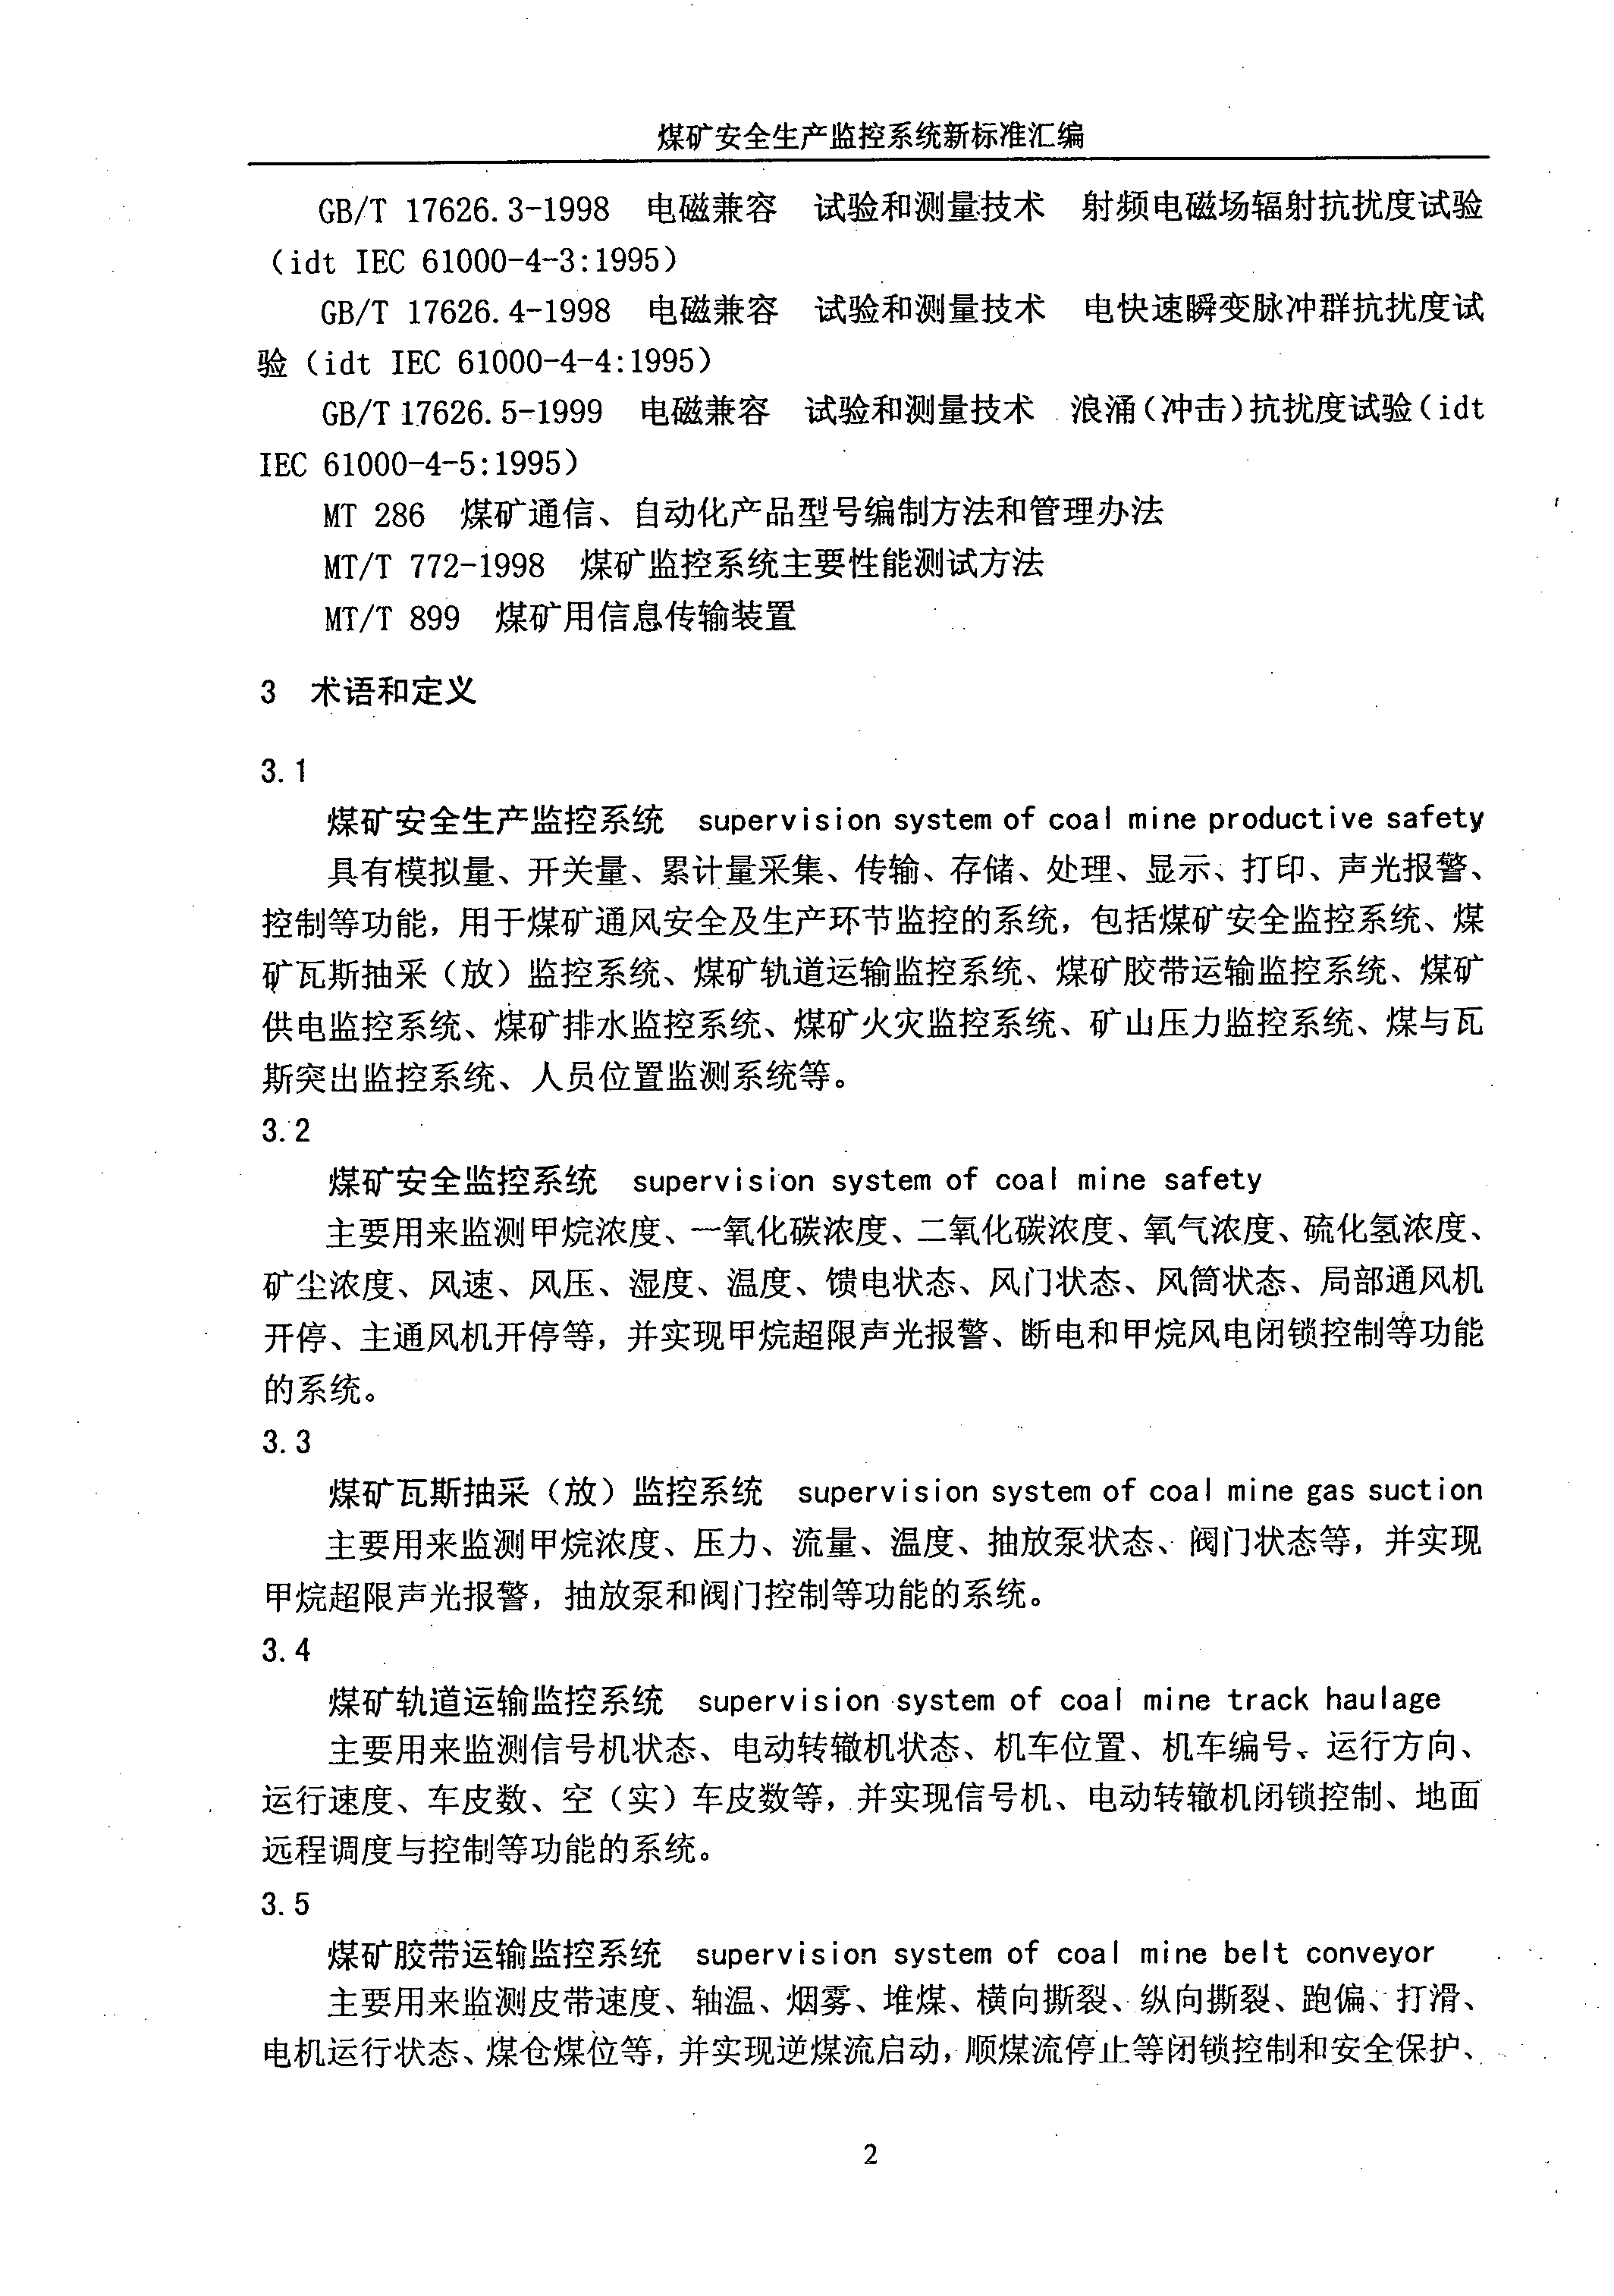 煤矿安全生产监控系统新标准汇编
GB/T 17626.3-1998 电磁兼容 试验和测量技术 射频电磁场辐射抗扰度试验
（idt IEC 61000-4-3:1995）
GB/T 17626.4-1998 电磁兼容 试验和测量技术 电快速瞬变脉冲群抗扰度试
验（idt IEC 61000-4-4:1995）
GB/T 17626.5-1999 电磁兼容 试验和测量技术 浪涌（冲击）抗扰度试验（idt
IEC 61000-4-5:1995）
MT 286 煤矿通信、自动化产品型号编制方法和管理办法
MT/T 772-1998 煤矿监控系统主要性能测试方法
MT/T 899 煤矿用信息传输装置
3 术语和定义
3.1
煤矿安全生产监控系统 supervision system of coal mine productive safety
具有模拟量、开关量、累计量采集、传输、存储、处理、显示、打印、声光报警、
控制等功能，用于煤矿通风安全及生产环节监控的系统，包括煤矿安全监控系统、煤
矿瓦斯抽采（放）监控系统、煤矿轨道运输监控系统、煤矿胶带运输监控系统、煤矿
供电监控系统、煤矿排水监控系统、煤矿火灾监控系统、矿山压力监控系统、煤与瓦
斯突出监控系统、人员位置监测系统等。
3.2
煤矿安全监控系统 supervision system of coal mine safety
主要用来监测甲烷浓度、一氧化碳浓度、二氧化碳浓度、氧气浓度、硫化氢浓度、
矿尘浓度、风速、风压、湿度、温度、馈电状态、风门状态、风筒状态、局部通风机
开停、主通风机开停等，并实现甲烷超限声光报警、断电和甲烷风电闭锁控制等功能
的系统。
3.3
煤矿瓦斯抽采（放）监控系统 supervision system of coal mine gas suction
主要用来监测甲烷浓度、压力、流量、温度、抽放泵状态、阀门状态等，并实现
甲烷超限声光报警，抽放泵和阀门控制等功能的系统。
3.4
煤矿轨道运输监控系统 supervision system of coal mine track haulage
主要用来监测信号机状态、电动转辙机状态、机车位置、机车编号、运行方向、
运行速度、车皮数、空（实）车皮数等，并实现信号机、电动转辙机闭锁控制、地面
远程调度与控制等功能的系统。
3.5
煤矿胶带运输监控系统 supervision system of coal mine belt conveyor
主要用来监测皮带速度、轴温、烟雾、堆煤、横向撕裂、纵向撕裂、跑偏、打滑、
电机运行状态、煤仓煤位等，并实现逆煤流启动，顺煤流停止等闭锁控制和安全保护、
2